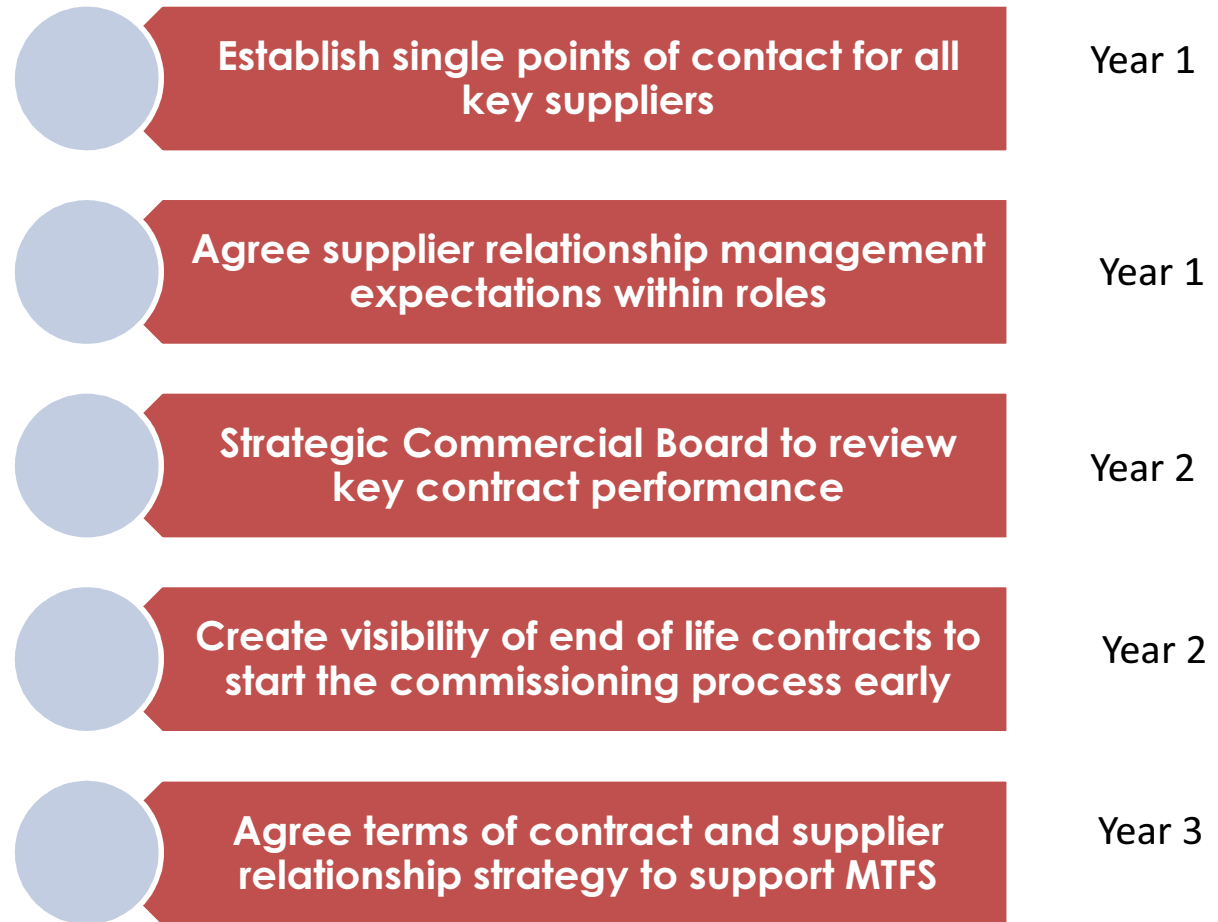 Establish single points of contact for all
key suppliers
Year 1
Agree supplier relationship management
expectations within roles
Year 1
Strategic Commercial Board to review
key contract performance
Year 2
Create visibility of end of life contracts to
start the commissioning process early
Year 2
Agree terms of contract and supplier
relationship strategy to support MTFS
Year 3